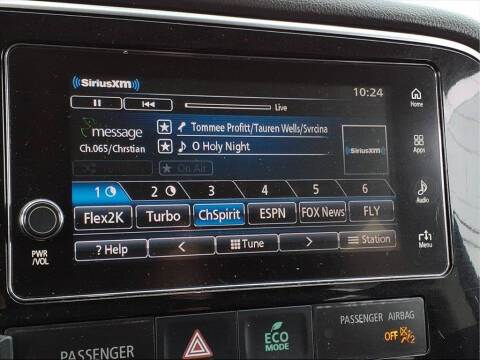 ((SiriusXM))
10:24
Home
Live
message
Tommee Profitt/Tauren Wells/Svrcina
Ch.065/Chrstian
O Holy Night
SiriusXM
Apps
On Air
1 2 3 4 5 6
Flex2K Turbo ChSpirit ESPN FOX News FLY
Audio
? Help < Tune > Station
Menu
PWR
/VOL
PASSENGER
ECO
MODE
PASSENGER AIRBAG
OFF 2